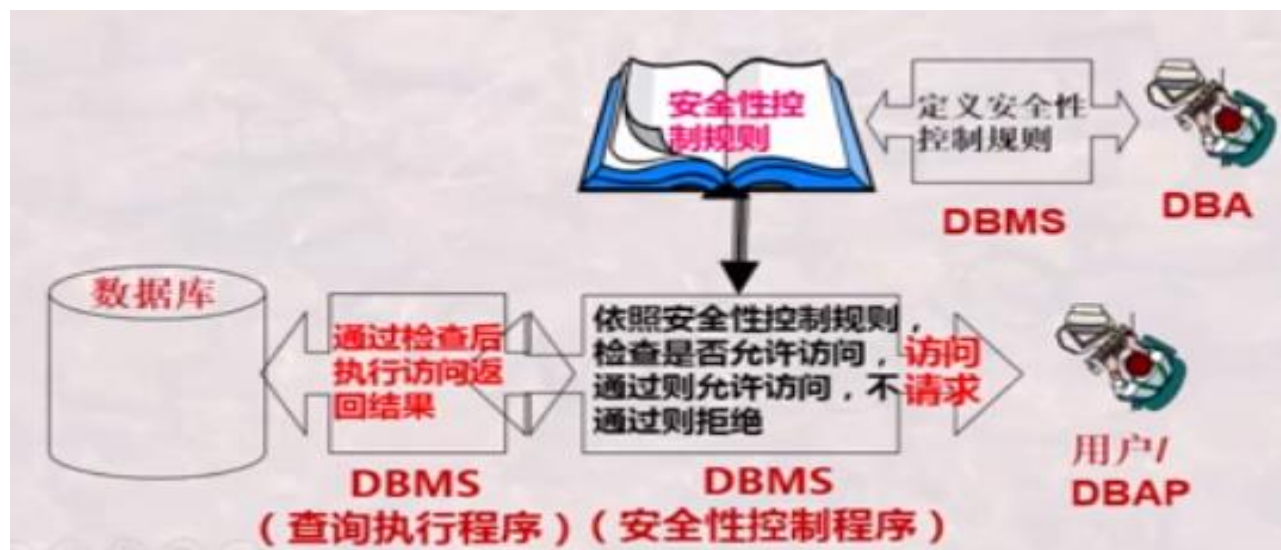 安全性控
制规则
定义安全性
控制规则
DBMS
DBA
数据库
通过检查后
执行访问返
回结果
DBMS
(查询执行程序)
依照安全性控制规则，
检查是否允许访问，
通过则允许访问，不
通过则拒绝
DBMS
(安全性控制程序)
访问
请求
用户/
DBAP